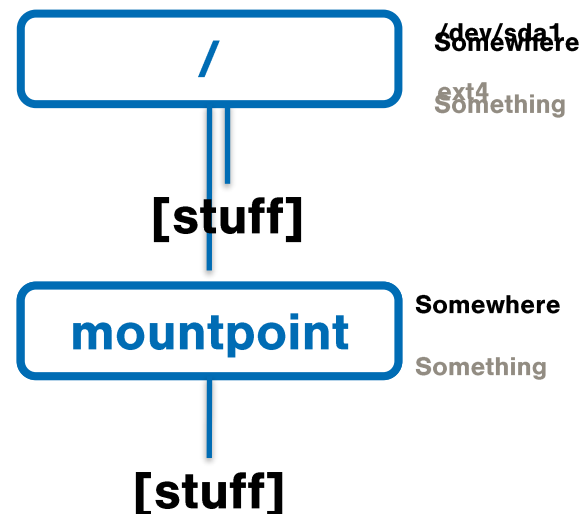 /
/dev/sda1
Somewhere
ext4
Something
[stuff]
mountpoint
Somewhere
Something
[stuff]